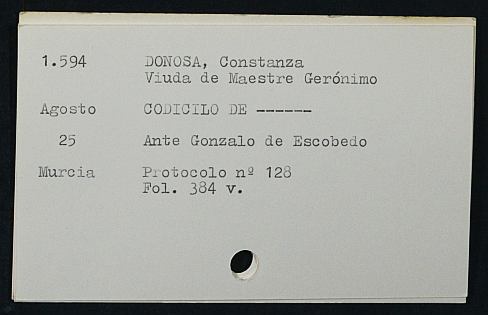 1.594 DONOSA, Constanza
Viuda de Maestre Gerónimo
Agosto CODICILO DE ------
25 Ante Gonzalo de Escobedo
Murcia Protocolo nº 128
Fol. 384 v.